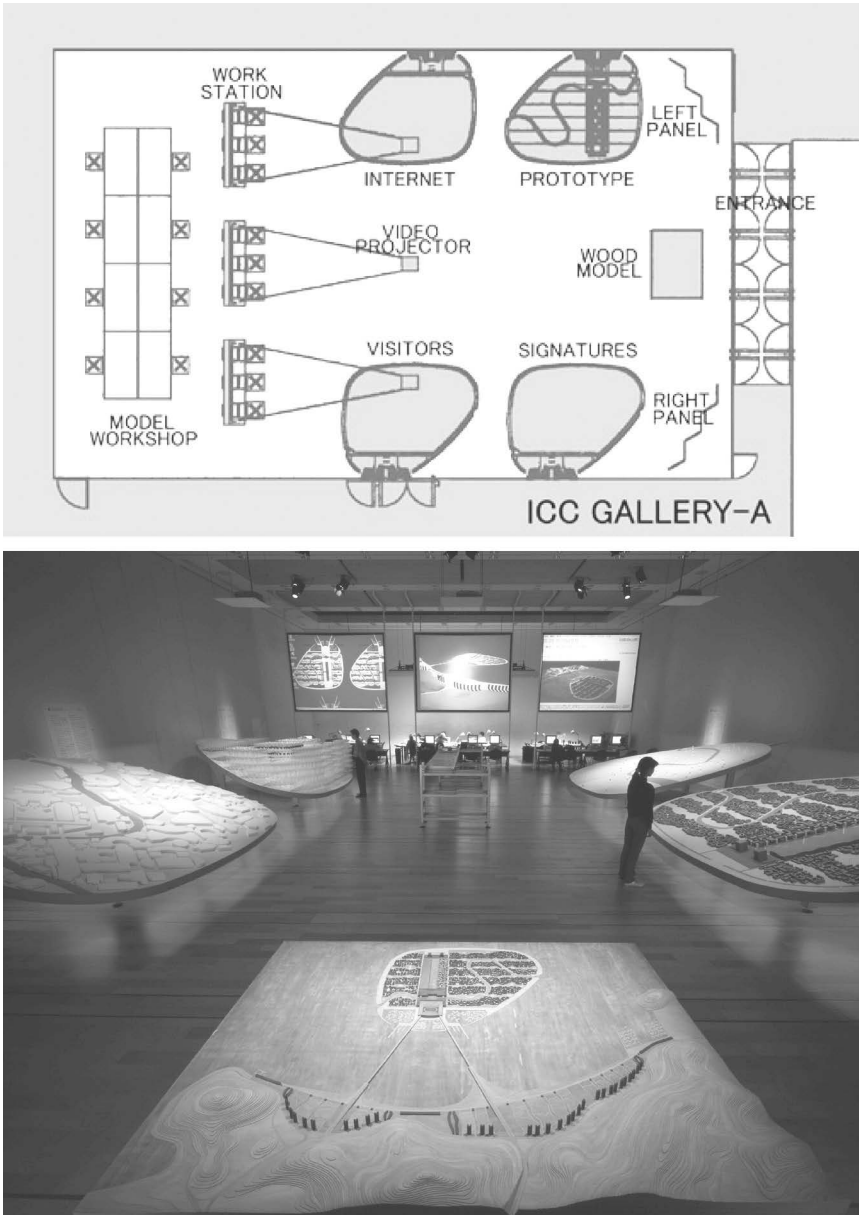 WORK
STATION
LEFT
PANEL
INTERNET
PROTOTYPE
ENTRANCE
VIDEO
PROJECTOR
WOOD
MODEL
VISITORS
SIGNATURES
RIGHT
PANEL
MODEL
WORKSHOP
ICC GALLERY-A